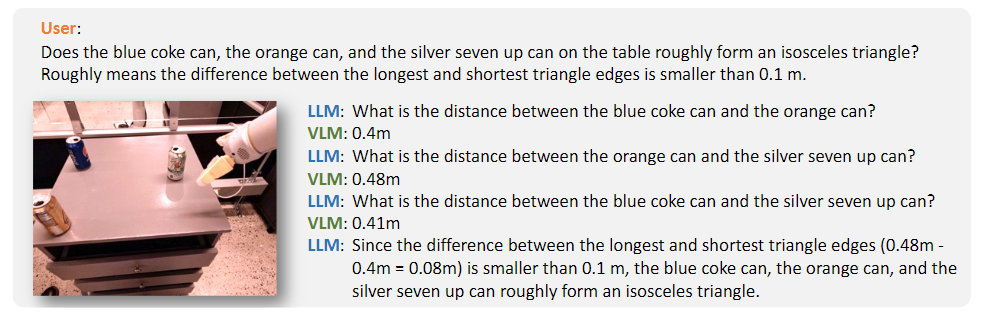 User:
Does the blue coke can, the orange can, and the silver seven up can on the table roughly form an isosceles triangle?
Roughly means the difference between the longest and shortest triangle edges is smaller than 0.1 m.
LLM: What is the distance between the blue coke can and the orange can?
VLM: 0.4m
LLM: What is the distance between the orange can and the silver seven up can?
VLM: 0.48m
LLM: What is the distance between the blue coke can and the silver seven up can?
VLM: 0.41m
LLM: Since the difference between the longest and shortest triangle edges (0.48m -
0.4m = 0.08m) is smaller than 0.1 m, the blue coke can, the orange can, and the
silver seven up can roughly form an isosceles triangle.